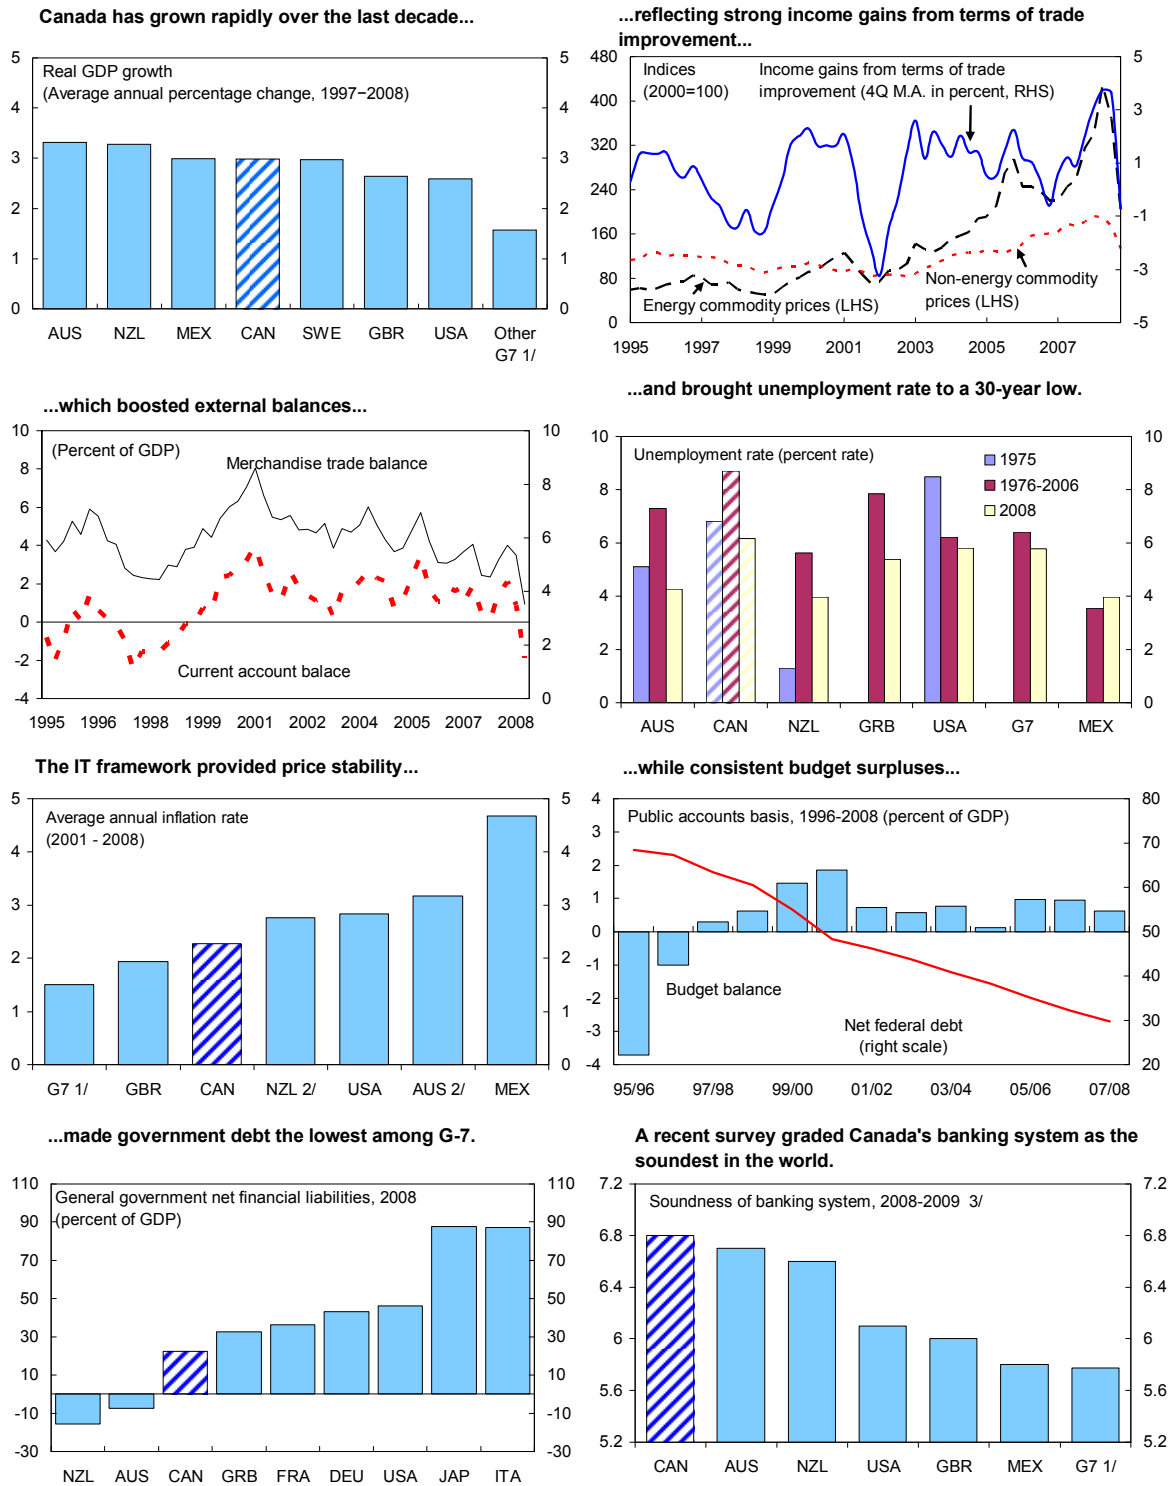 Canada has grown rapidly over the last decade...
5 5
Real GDP growth
(Average annual percentage change, 1997−2008)
4 4
3 3
2 2
1 1
0 0
AUS NZL MEX CAN SWE GBR USA Other
G7 1/
...reflecting strong income gains from terms of trade
improvement...
480 5
Indices
(2000=100)
Income gains from terms of trade
improvement (4Q M.A. in percent, RHS)
400 3
320 1
240 -1
160 -3
80
Non-energy commodity
prices (LHS)
Energy commodity prices (LHS)
0 -5
1995 1997 1999 2001 2003 2005 2007
...which boosted external balances...
10 10
(Percent of GDP)
Merchandise trade balance
8 8
6 6
4
2 4
0
-2 2
Current account balace
-4 0
1995 1996 1998 1999 2001 2002 2004 2005 2007 2008
...and brought unemployment rate to a 30-year low.
10 10
Unemployment rate (percent rate)
1975
1976-2006
2008
8 8
6 6
4 4
2 2
0 0
AUS CAN NZL GRB USA G7 MEX
The IT framework provided price stability...
5 5
Average annual inflation rate
(2001 - 2008)
4 4
3 3
2 2
1 1
0 0
G7 1/ GBR CAN NZL 2/ USA AUS 2/ MEX
...while consistent budget surpluses...
4 80
Public accounts basis, 1996-2008 (percent of GDP)
3 70
2 60
1
0 50
-1 40
Budget balance
-2 30
-3
Net federal debt
(right scale)
-4 20
95/96 97/98 99/00 01/02 03/04 05/06 07/08
...made government debt the lowest among G-7.
110 110
General government net financial liabilities, 2008
(percent of GDP)
90 90
70 70
50 50
30 30
10 10
-10 -10
-30 -30
NZL AUS CAN GRB FRA DEU USA JAP ITA
A recent survey graded Canada's banking system as the
soundest in the world.
7.2 7.2
Soundness of banking system, 2008-2009 3/
6.8 6.8
6.4 6.4
6 6
5.6 5.6
5.2 5.2
CAN AUS NZL USA GBR MEX G7 1/